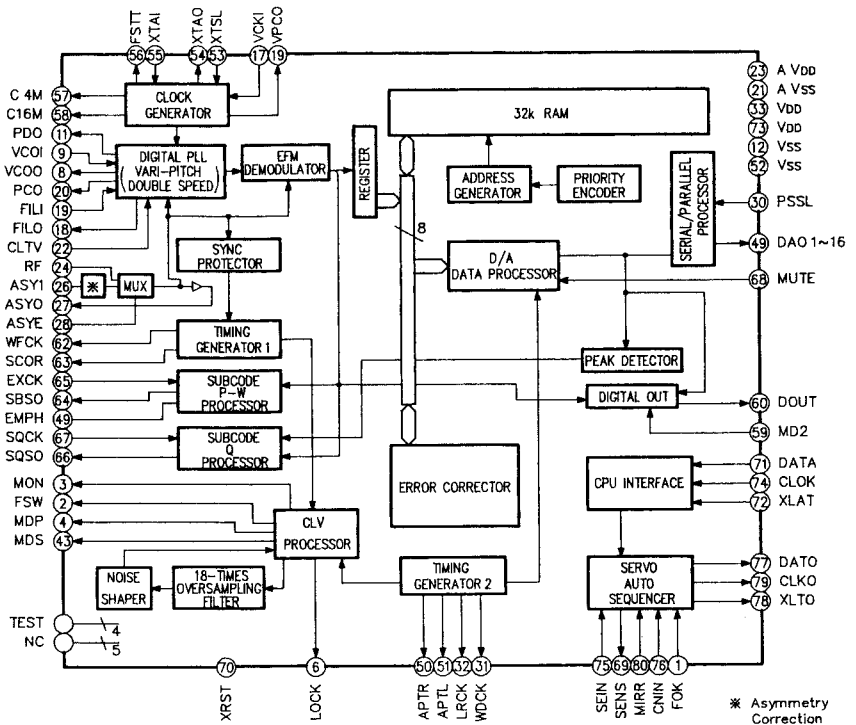 FSTT
XTAI
XTAO
XTSL
VCKI
VPCO
56
55
54
53
17
19
C 4M 57
C16M 58
PDO 11
VCOI 9
VCOO 8
PCO 20
FILI 19
FILO 18
CLTV 22
RF 24
ASY1 26
ASYO 27
ASYE 28
WFCK 62
SCOR 63
EXCK 65
SBSO 64
EMPH 49
SQCK 67
SQSO 66
MON 3
FSW 2
MDP 4
MDS 43
TEST 4
NC 5
CLOCK
GENERATOR
DIGITAL PLL
VARI-PITCH
(DOUBLE SPEED)
EFM
DEMODULATOR
REGISTER
SYNC
PROTECTOR
※
MUX
TIMING
GENERATOR 1
SUBCODE
P-W
PROCESSOR
SUBCODE
Q
PROCESSOR
CLV
PROCESSOR
NOISE
SHAPER
18-TIMES
OVERSAMPLING
FILTER
32k RAM
ADDRESS
GENERATOR
PRIORITY
ENCODER
SERIAL/PARALLEL
PROCESSOR
8
D/A
DATA PROCESSOR
PEAK DETECTOR
DIGITAL OUT
ERROR CORRECTOR
CPU INTERFACE
TIMING
GENERATOR 2
SERVO
AUTO
SEQUENCER
23 A VDD
21 A VSS
33 VDD
73 VDD
12 VSS
52 VSS
30 PSSL
49 DAO 1~16
68 MUTE
60 DOUT
59 MD2
71 DATA
74 CLOK
72 XLAT
77 DATO
79 CLKO
78 XLTO
70
6
50
51
32
31
75
69
80
76
1
XRST
LOCK
APTR
APTL
LRCK
WDCK
SEIN
SENS
MIRR
CNIN
FOK
※ Asymmetry
Correction